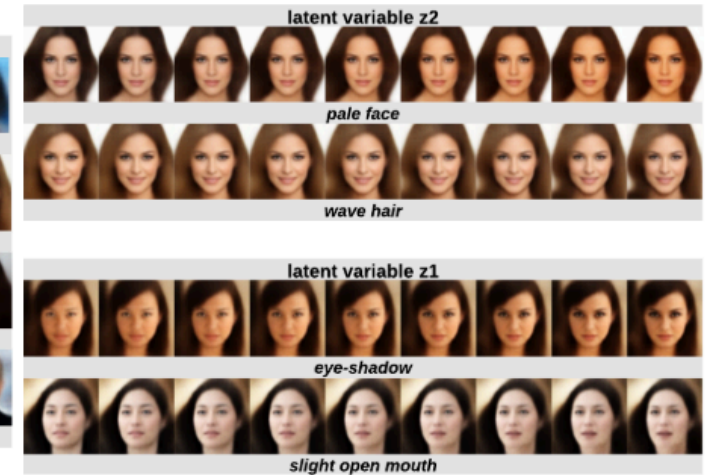 latent variable z2
pale face
wave hair
latent variable z1
eye-shadow
slight open mouth